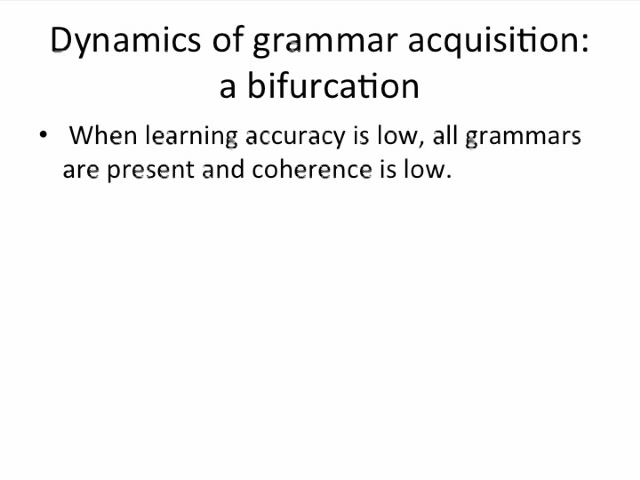 Dynamics of grammar acquisition:
a bifurcation
• When learning accuracy is low, all grammars
are present and coherence is low.